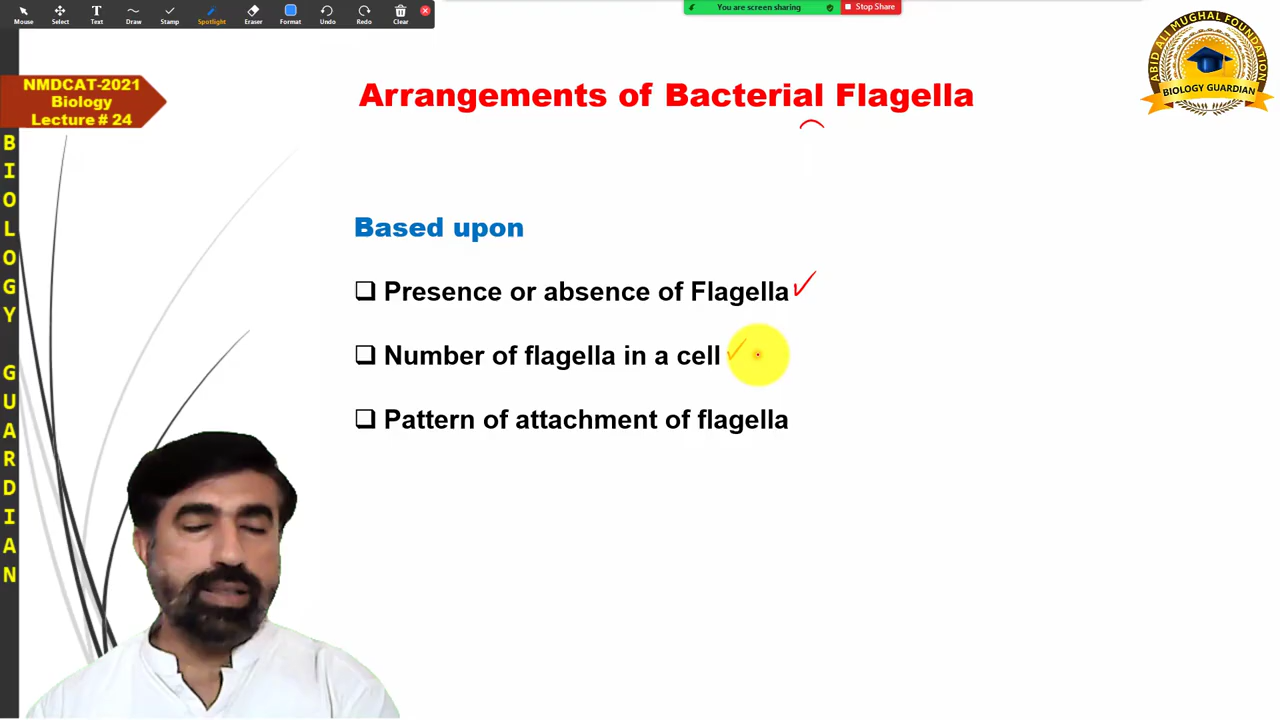 Mouse Select Text Draw Stamp Spotlight Eraser Format Undo Redo Clear
You are screen sharing Stop Share
NMDCAT-2021
Biology
Lecture # 24
BIOLOGY GUARDIAN
ABID ALI MUGHAL FOUNDATION
BIOLOGY GUARDIAN
Arrangements of Bacterial Flagella
Based upon
❑ Presence or absence of Flagella
❑ Number of flagella in a cell
❑ Pattern of attachment of flagella